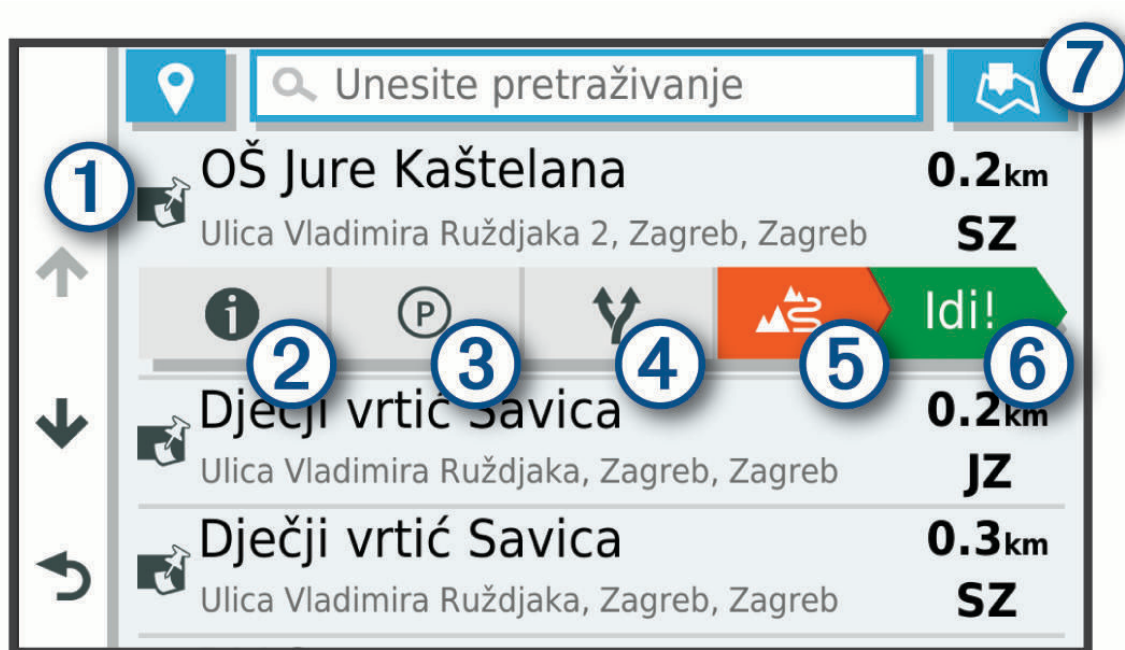 Unesite pretraživanje
7
1
OŠ Jure Kaštelana
0.2km
Ulica Vladimira Ruždjaka 2, Zagreb, Zagreb
SZ
i
P
Idi!
2
3
4
5
6
Dječji vrtić Savica
0.2km
Ulica Vladimira Ruždjaka, Zagreb, Zagreb
JZ
Dječji vrtić Savica
0.3km
Ulica Vladimira Ruždjaka, Zagreb, Zagreb
SZ